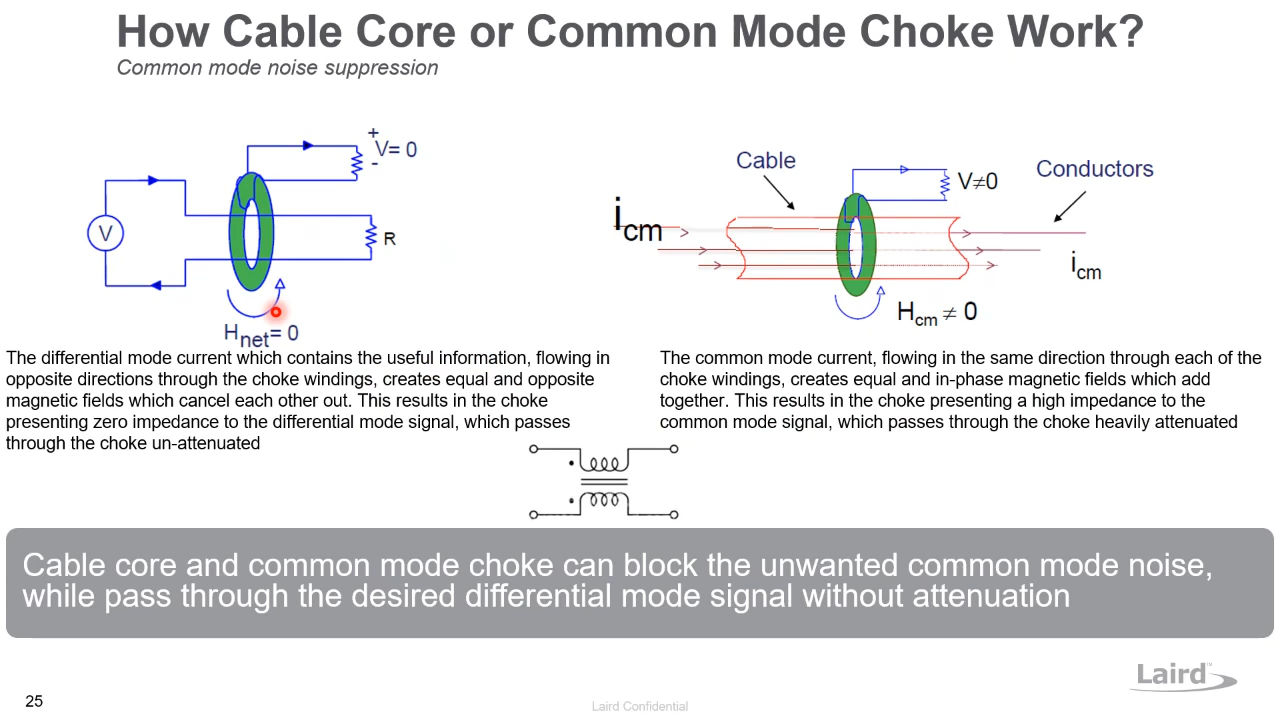 How Cable Core or Common Mode Choke Work?
Common mode noise suppression
+
V= 0
-
V
R
Hnet= 0
Cable
Conductors
V≠0
icm
icm
Hcm ≠ 0
The differential mode current which contains the useful information, flowing in
opposite directions through the choke windings, creates equal and opposite
magnetic fields which cancel each other out. This results in the choke
presenting zero impedance to the differential mode signal, which passes
through the choke un-attenuated
The common mode current, flowing in the same direction through each of the
choke windings, creates equal and in-phase magnetic fields which add
together. This results in the choke presenting a high impedance to the
common mode signal, which passes through the choke heavily attenuated
Cable core and common mode choke can block the unwanted common mode noise,
while pass through the desired differential mode signal without attenuation
Laird™
25
Laird Confidential